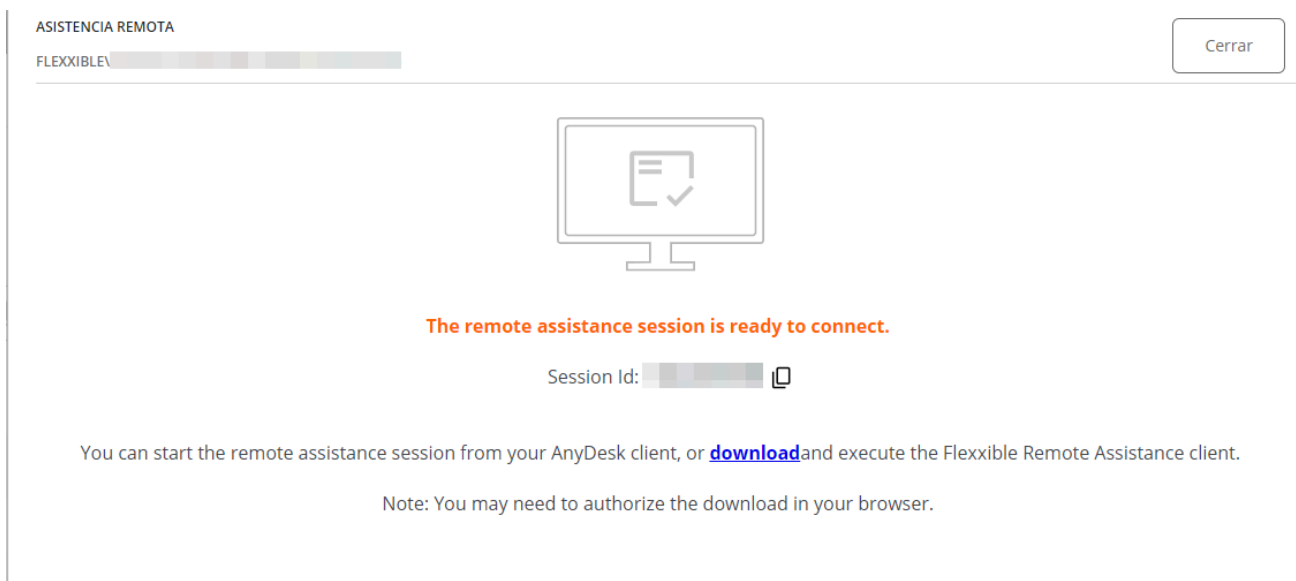 ASISTENCIA REMOTA
Cerrar
FLEXXIBLE\
The remote assistance session is ready to connect.
Session Id:
You can start the remote assistance session from your AnyDesk client, or downloadand execute the Flexxible Remote Assistance client.
Note: You may need to authorize the download in your browser.